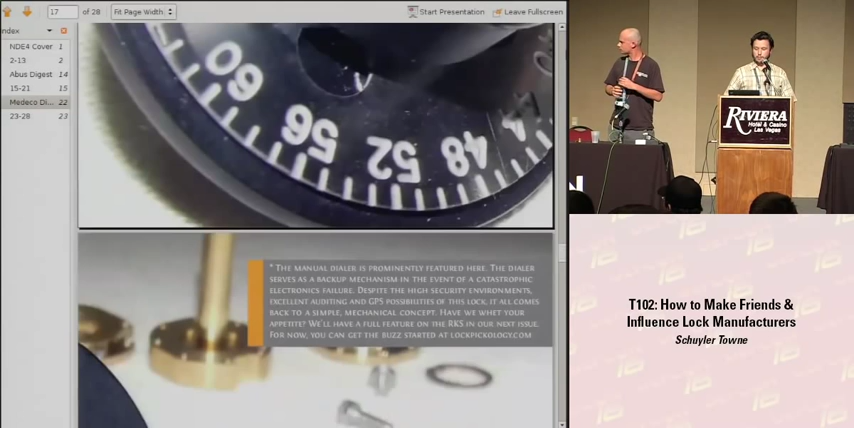 17 of 28 Fit Page Width Start Presentation Leave Fullscreen
ndex
NDE4 Cover 1
2-13 2
Abus Digest 14
15-21 15
Medeco Di... 22
23-28 23
60
56
52
48
* The manual dialer is prominently featured here. The dialer
serves as a backup mechanism in the event of a catastrophic
electronics failure. Despite the high security environments,
excellent auditing and GPS possibilities of this lock, it all comes
back to a simple, mechanical concept. Have we whet your
appetite? We'll have a full feature on the RKS in our next issue.
For now, you can get the buzz started at lockpickology.com
RIVIERA
Hotel & Casino
Las Vegas
T102: How to Make Friends &
Influence Lock Manufacturers
Schuyler Towne